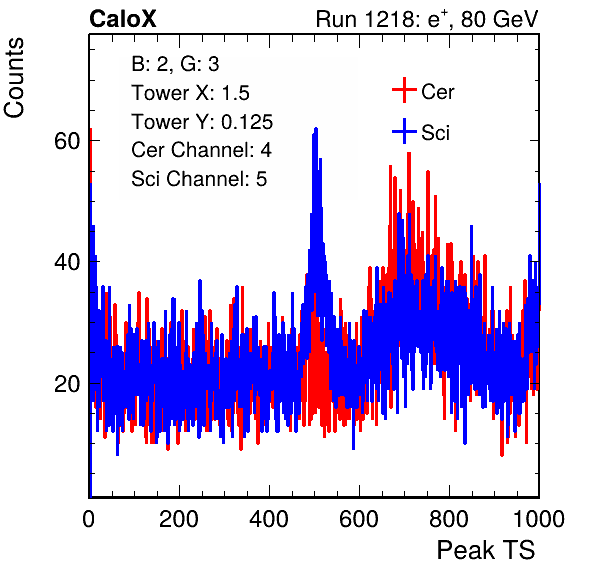 CaloX Run 1218: e⁺, 80 GeV
Counts
B: 2, G: 3
Tower X: 1.5
Tower Y: 0.125
Cer Channel: 4
Sci Channel: 5
Cer
Sci
60
40
20
0 200 400 600 800 1000
Peak TS